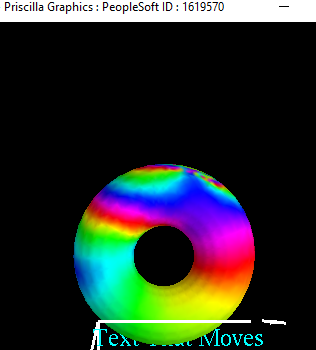 Priscilla Graphics : PeopleSoft ID : 1619570
Text That Moves